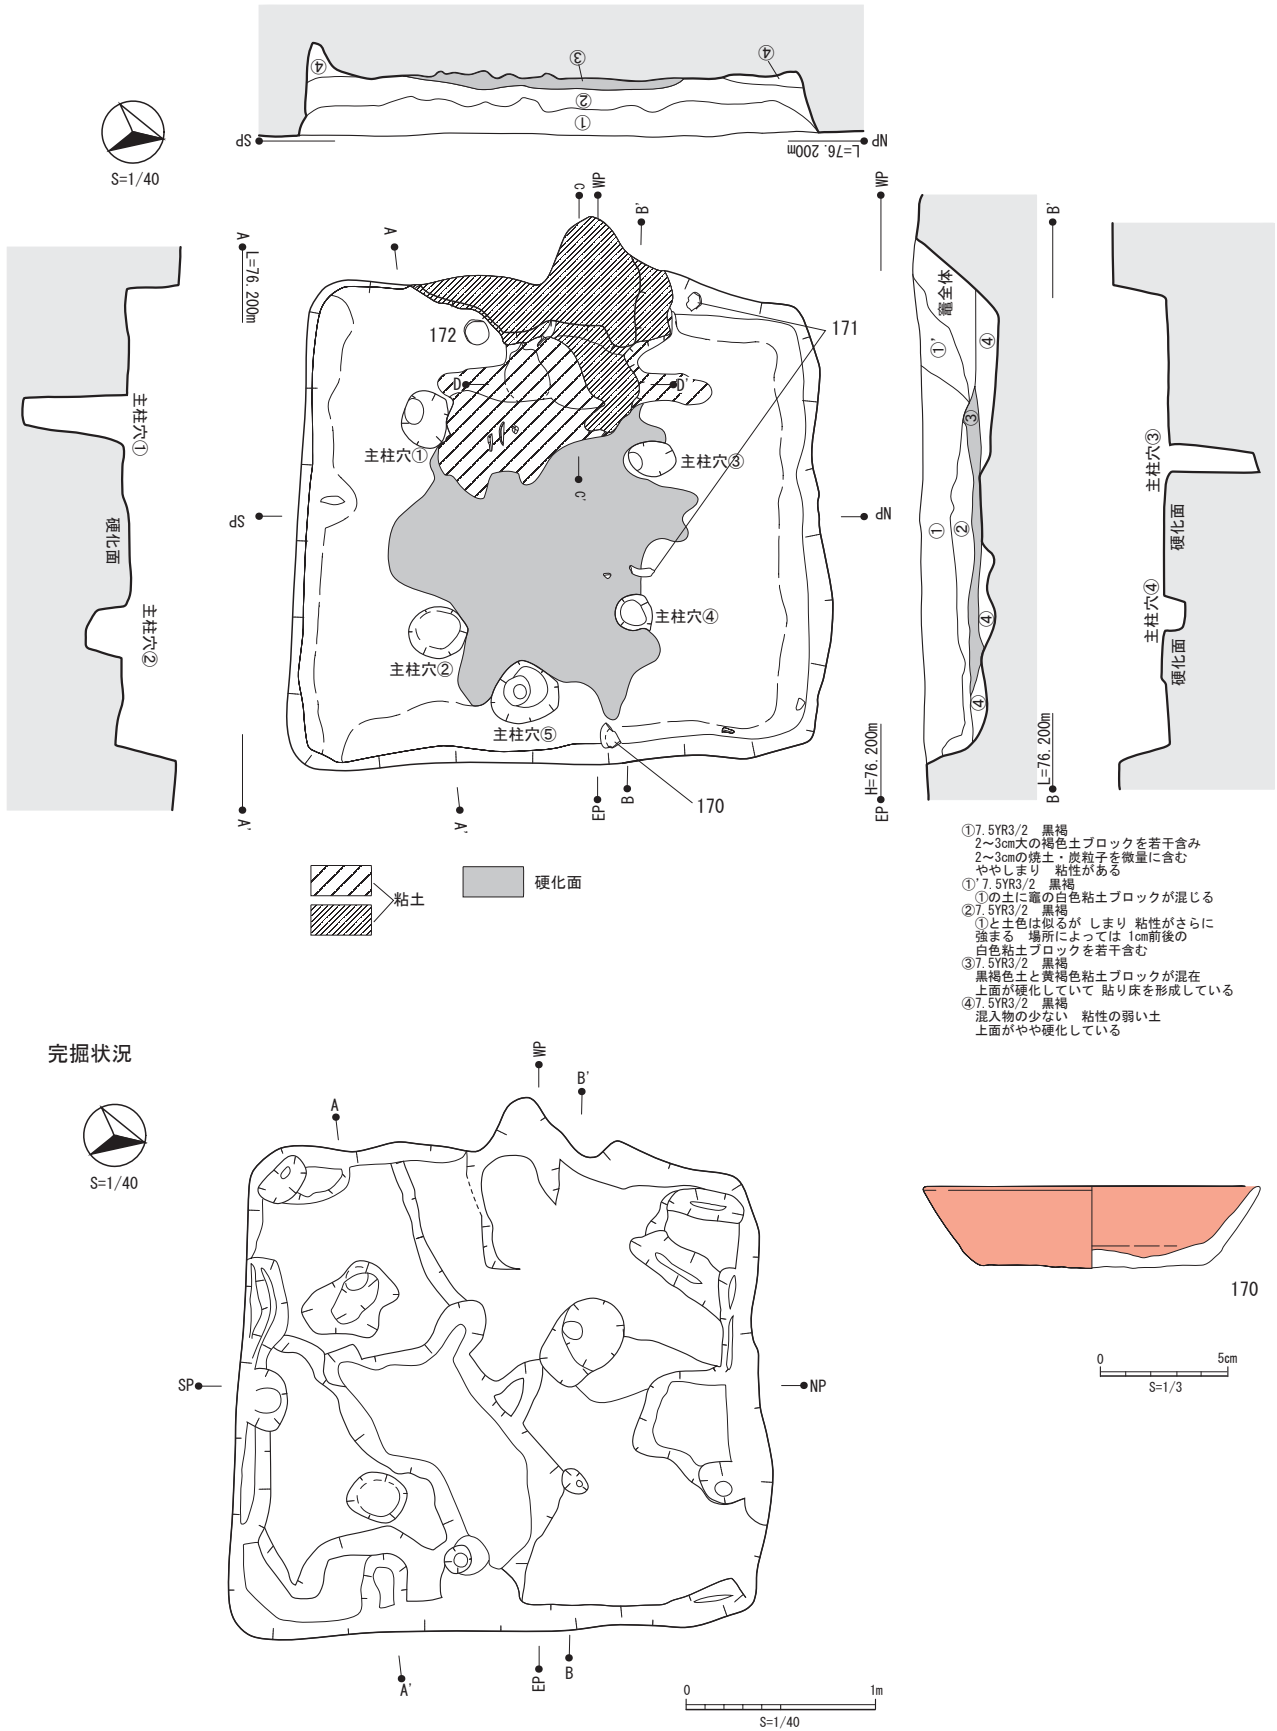 ④
③
④
②
①
SP
NP
L=76.200m
S=1/40
C
WP
B'
A
A
L=76.200m
WP
B'
竈全体
①'
④
172
171
D
D'
主柱穴①
主柱穴①
主柱穴③
C'
③
主柱穴③
SP
NP
硬化面
①
②
硬化面
主柱穴②
主柱穴②
主柱穴④
④
主柱穴④
硬化面
主柱穴⑤
④
170
A'
A'
EP
B
H=76.200m
EP
L=76.200m
B
粘土
硬化面
①7.5YR3/2 黒褐
2~3cm大の褐色土ブロックを若干含み
2~3cmの焼土・炭粒子を微量に含む
ややしまり 粘性がある
①'7.5YR3/2 黒褐
①の土に竈の白色粘土ブロックが混じる
②7.5YR3/2 黒褐
①と土色は似るが しまり 粘性がさらに
強まる 場所によっては 1cm前後の
白色粘土ブロックを若干含む
③7.5YR3/2 黒褐
黒褐色土と黄褐色粘土ブロックが混在
上面が硬化していて 貼り床を形成している
④7.5YR3/2 黒褐
混入物の少ない 粘性の弱い土
上面がやや硬化している
完掘状況
S=1/40
WP
B'
A
SP
NP
A'
EP
B
0 1m
S=1/40
170
0 5cm
S=1/3